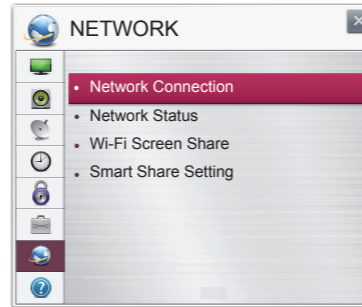 NETWORK
• Network Connection
• Network Status
• Wi-Fi Screen Share
• Smart Share Setting